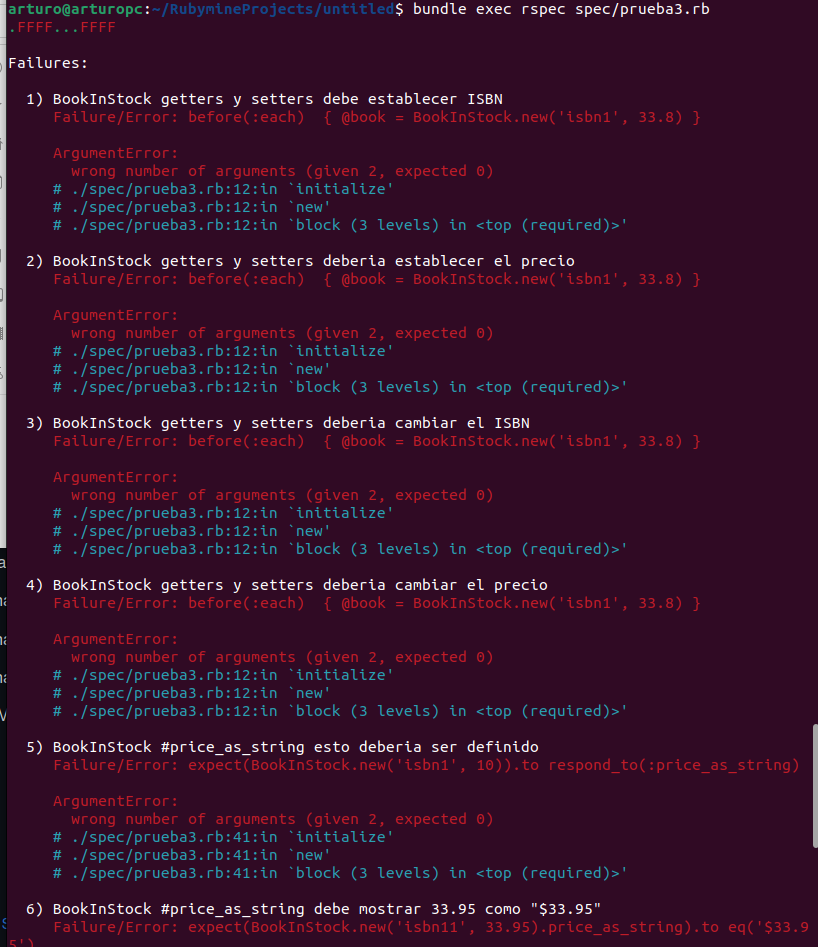 arturo@arturopc:~/RubymineProjects/untitled$ bundle exec rspec spec/prueba3.rb
.FFFF...FFFF
Failures:
1) BookInStock getters y setters debe establecer ISBN
Failure/Error: before(:each)  { @book = BookInStock.new('isbn1', 33.8) }
ArgumentError:
wrong number of arguments (given 2, expected 0)
# ./spec/prueba3.rb:12:in `initialize'
# ./spec/prueba3.rb:12:in `new'
# ./spec/prueba3.rb:12:in `block (3 levels) in <top (required)>'
2) BookInStock getters y setters deberia establecer el precio
Failure/Error: before(:each)  { @book = BookInStock.new('isbn1', 33.8) }
ArgumentError:
wrong number of arguments (given 2, expected 0)
# ./spec/prueba3.rb:12:in `initialize'
# ./spec/prueba3.rb:12:in `new'
# ./spec/prueba3.rb:12:in `block (3 levels) in <top (required)>'
3) BookInStock getters y setters deberia cambiar el ISBN
Failure/Error: before(:each)  { @book = BookInStock.new('isbn1', 33.8) }
ArgumentError:
wrong number of arguments (given 2, expected 0)
# ./spec/prueba3.rb:12:in `initialize'
# ./spec/prueba3.rb:12:in `new'
# ./spec/prueba3.rb:12:in `block (3 levels) in <top (required)>'
4) BookInStock getters y setters deberia cambiar el precio
Failure/Error: before(:each)  { @book = BookInStock.new('isbn1', 33.8) }
ArgumentError:
wrong number of arguments (given 2, expected 0)
# ./spec/prueba3.rb:12:in `initialize'
# ./spec/prueba3.rb:12:in `new'
# ./spec/prueba3.rb:12:in `block (3 levels) in <top (required)>'
5) BookInStock #price_as_string esto deberia ser definido
Failure/Error: expect(BookInStock.new('isbn1', 10)).to respond_to(:price_as_string)
ArgumentError:
wrong number of arguments (given 2, expected 0)
# ./spec/prueba3.rb:41:in `initialize'
# ./spec/prueba3.rb:41:in `new'
# ./spec/prueba3.rb:41:in `block (3 levels) in <top (required)>'
6) BookInStock #price_as_string debe mostrar 33.95 como "$33.95"
Failure/Error: expect(BookInStock.new('isbn11', 33.95).price_as_string).to eq('$33.9
5')